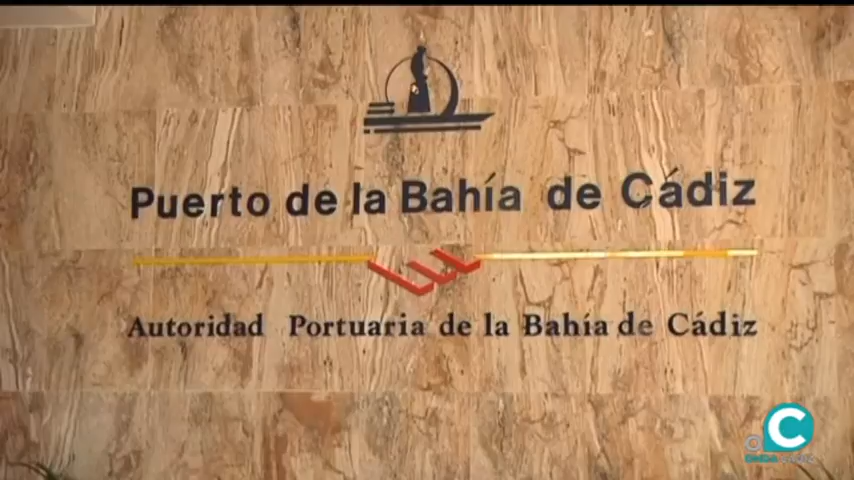 Puerto de la Bahía de Cádiz
Autoridad Portuaria de la Bahía de Cádiz
C